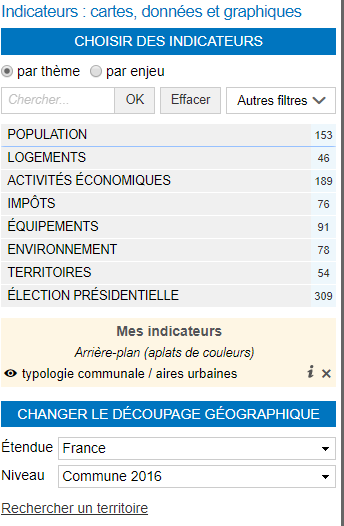 Indicateurs : cartes, données et graphiques
CHOISIR DES INDICATEURS
par thème par enjeu
Chercher... OK Effacer Autres filtres
POPULATION 153
LOGEMENTS 46
ACTIVITÉS ÉCONOMIQUES 189
IMPÔTS 76
ÉQUIPEMENTS 91
ENVIRONNEMENT 78
TERRITOIRES 54
ÉLECTION PRÉSIDENTIELLE 309
Mes indicateurs
Arrière-plan (aplats de couleurs)
typologie communale / aires urbaines i ×
CHANGER LE DÉCOUPAGE GÉOGRAPHIQUE
Étendue France
Niveau Commune 2016
Rechercher un territoire